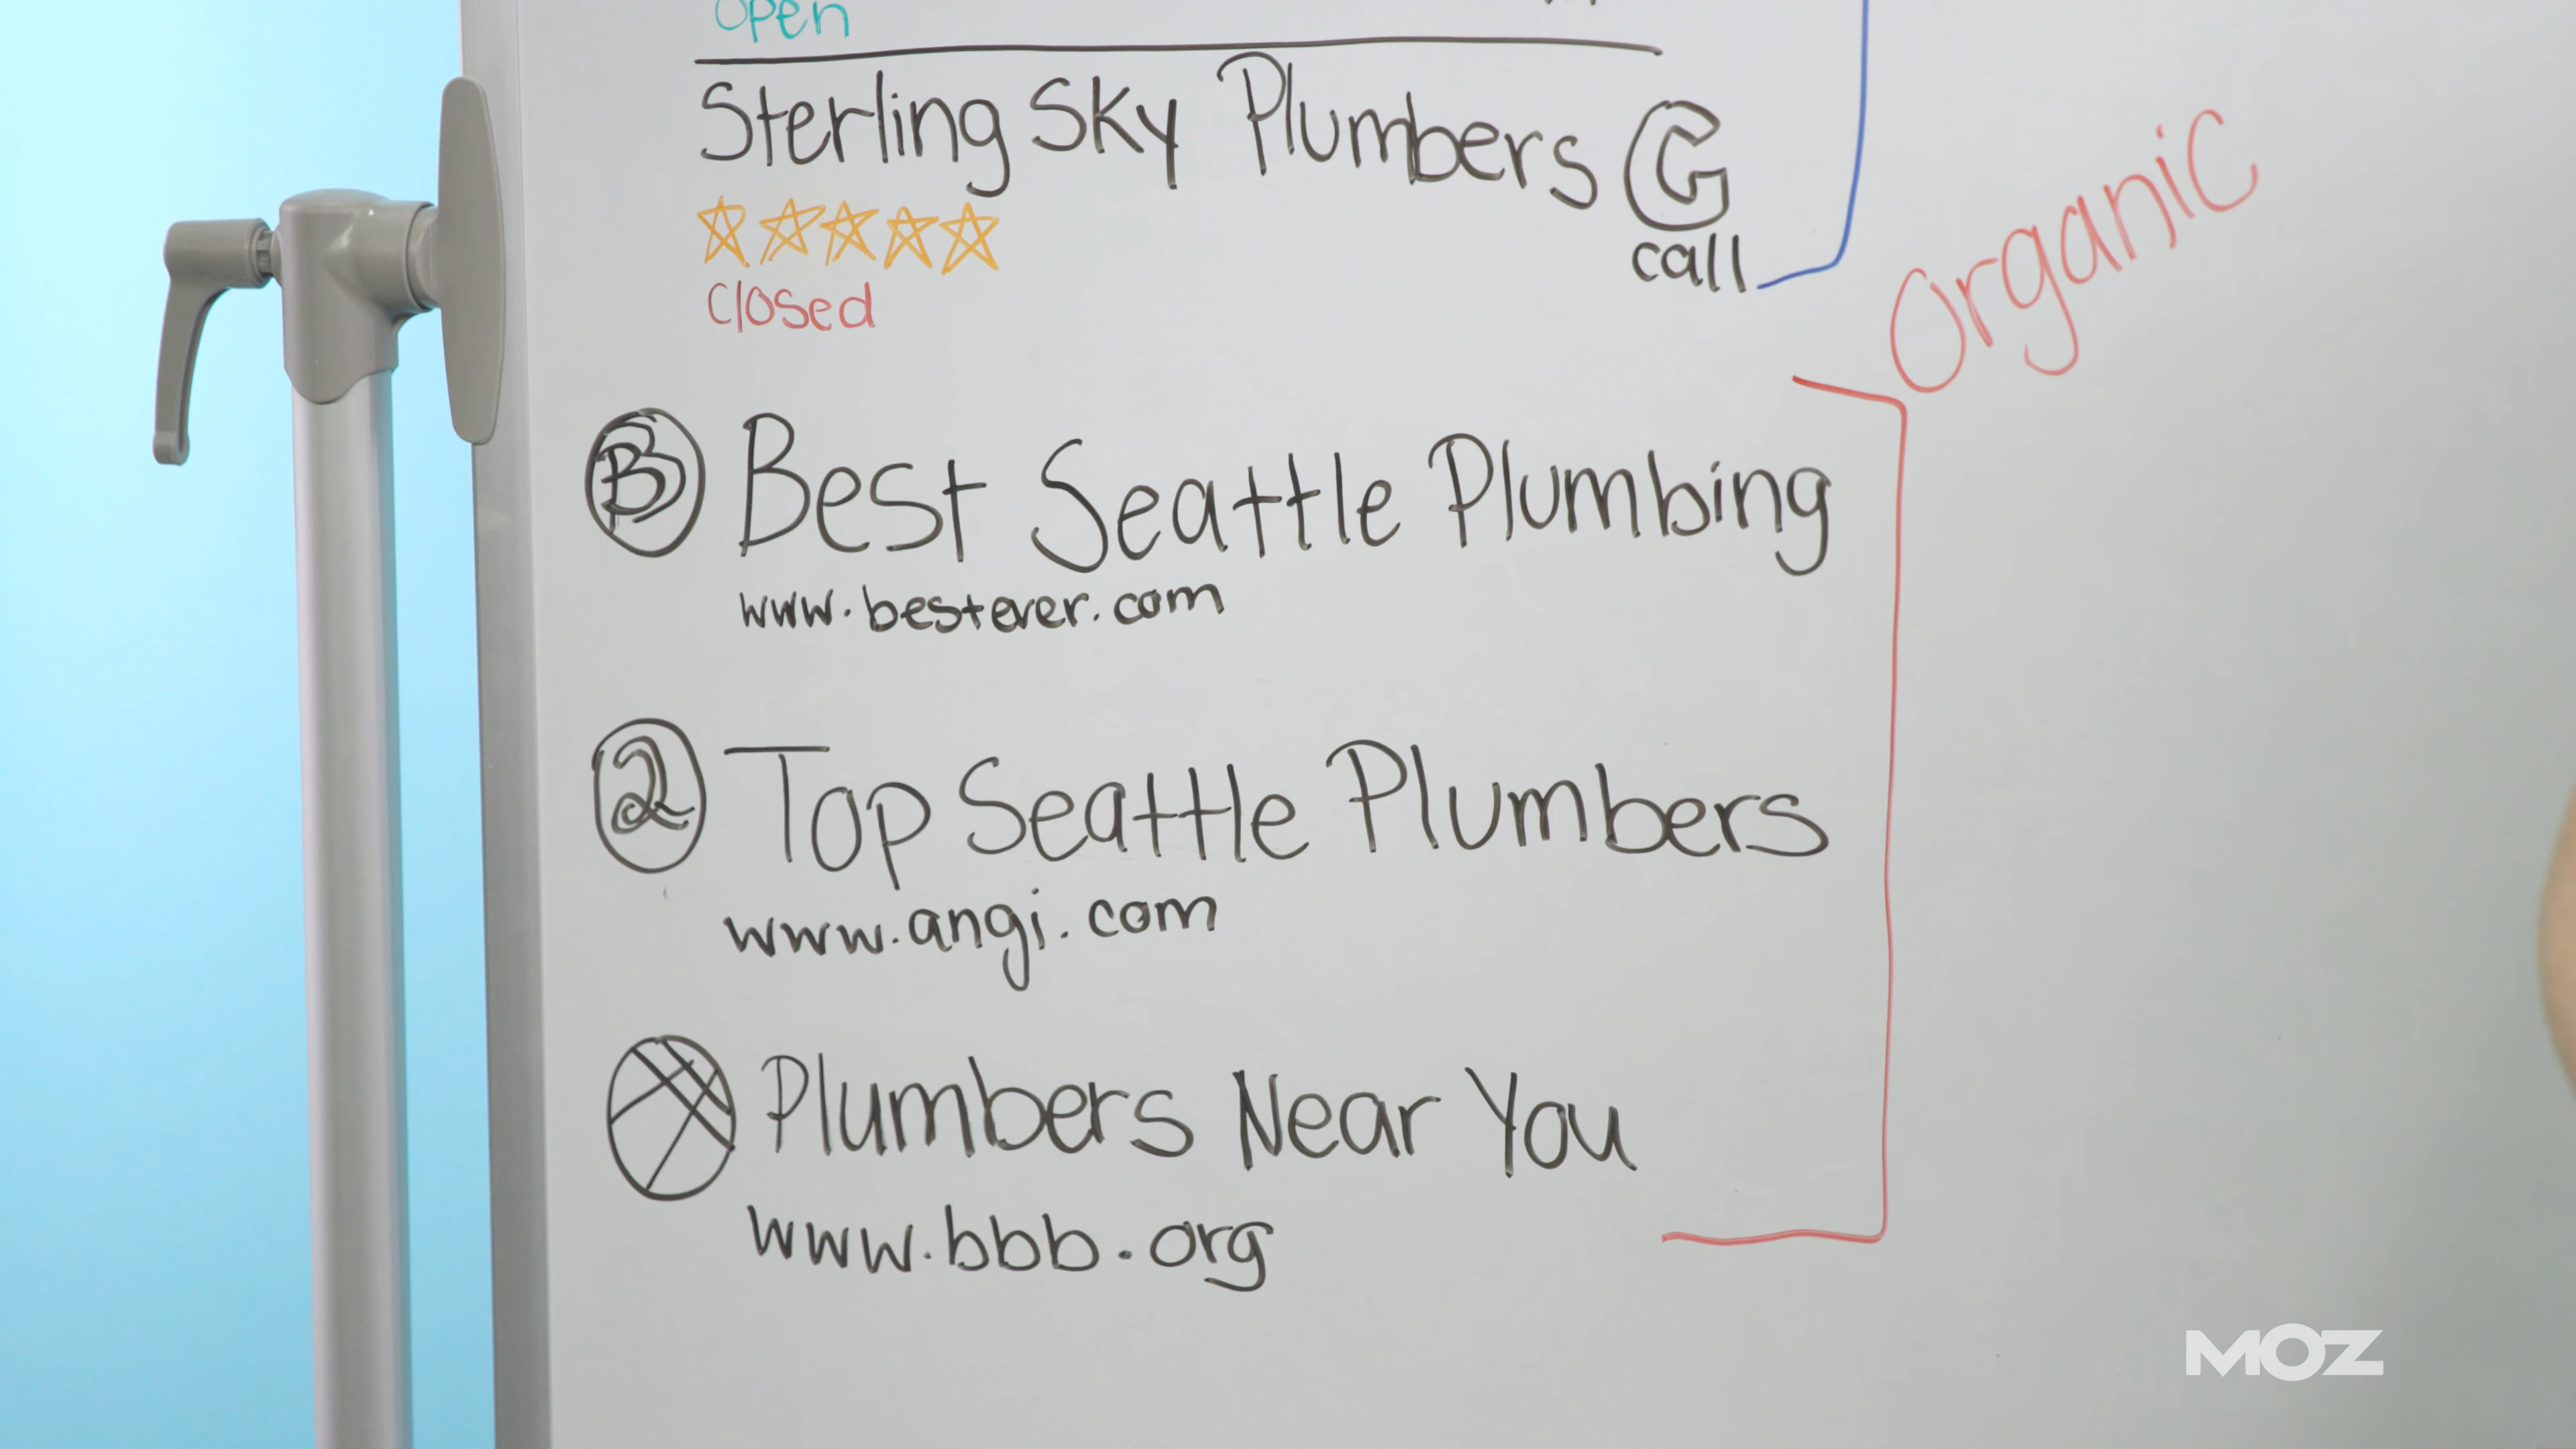 Open
Sterling Sky Plumbers
call
Closed
Organic
B Best Seattle Plumbing
www.bestever.com
2 Top Seattle Plumbers
www.angi.com
Plumbers Near You
www.bbb.org
MOZ